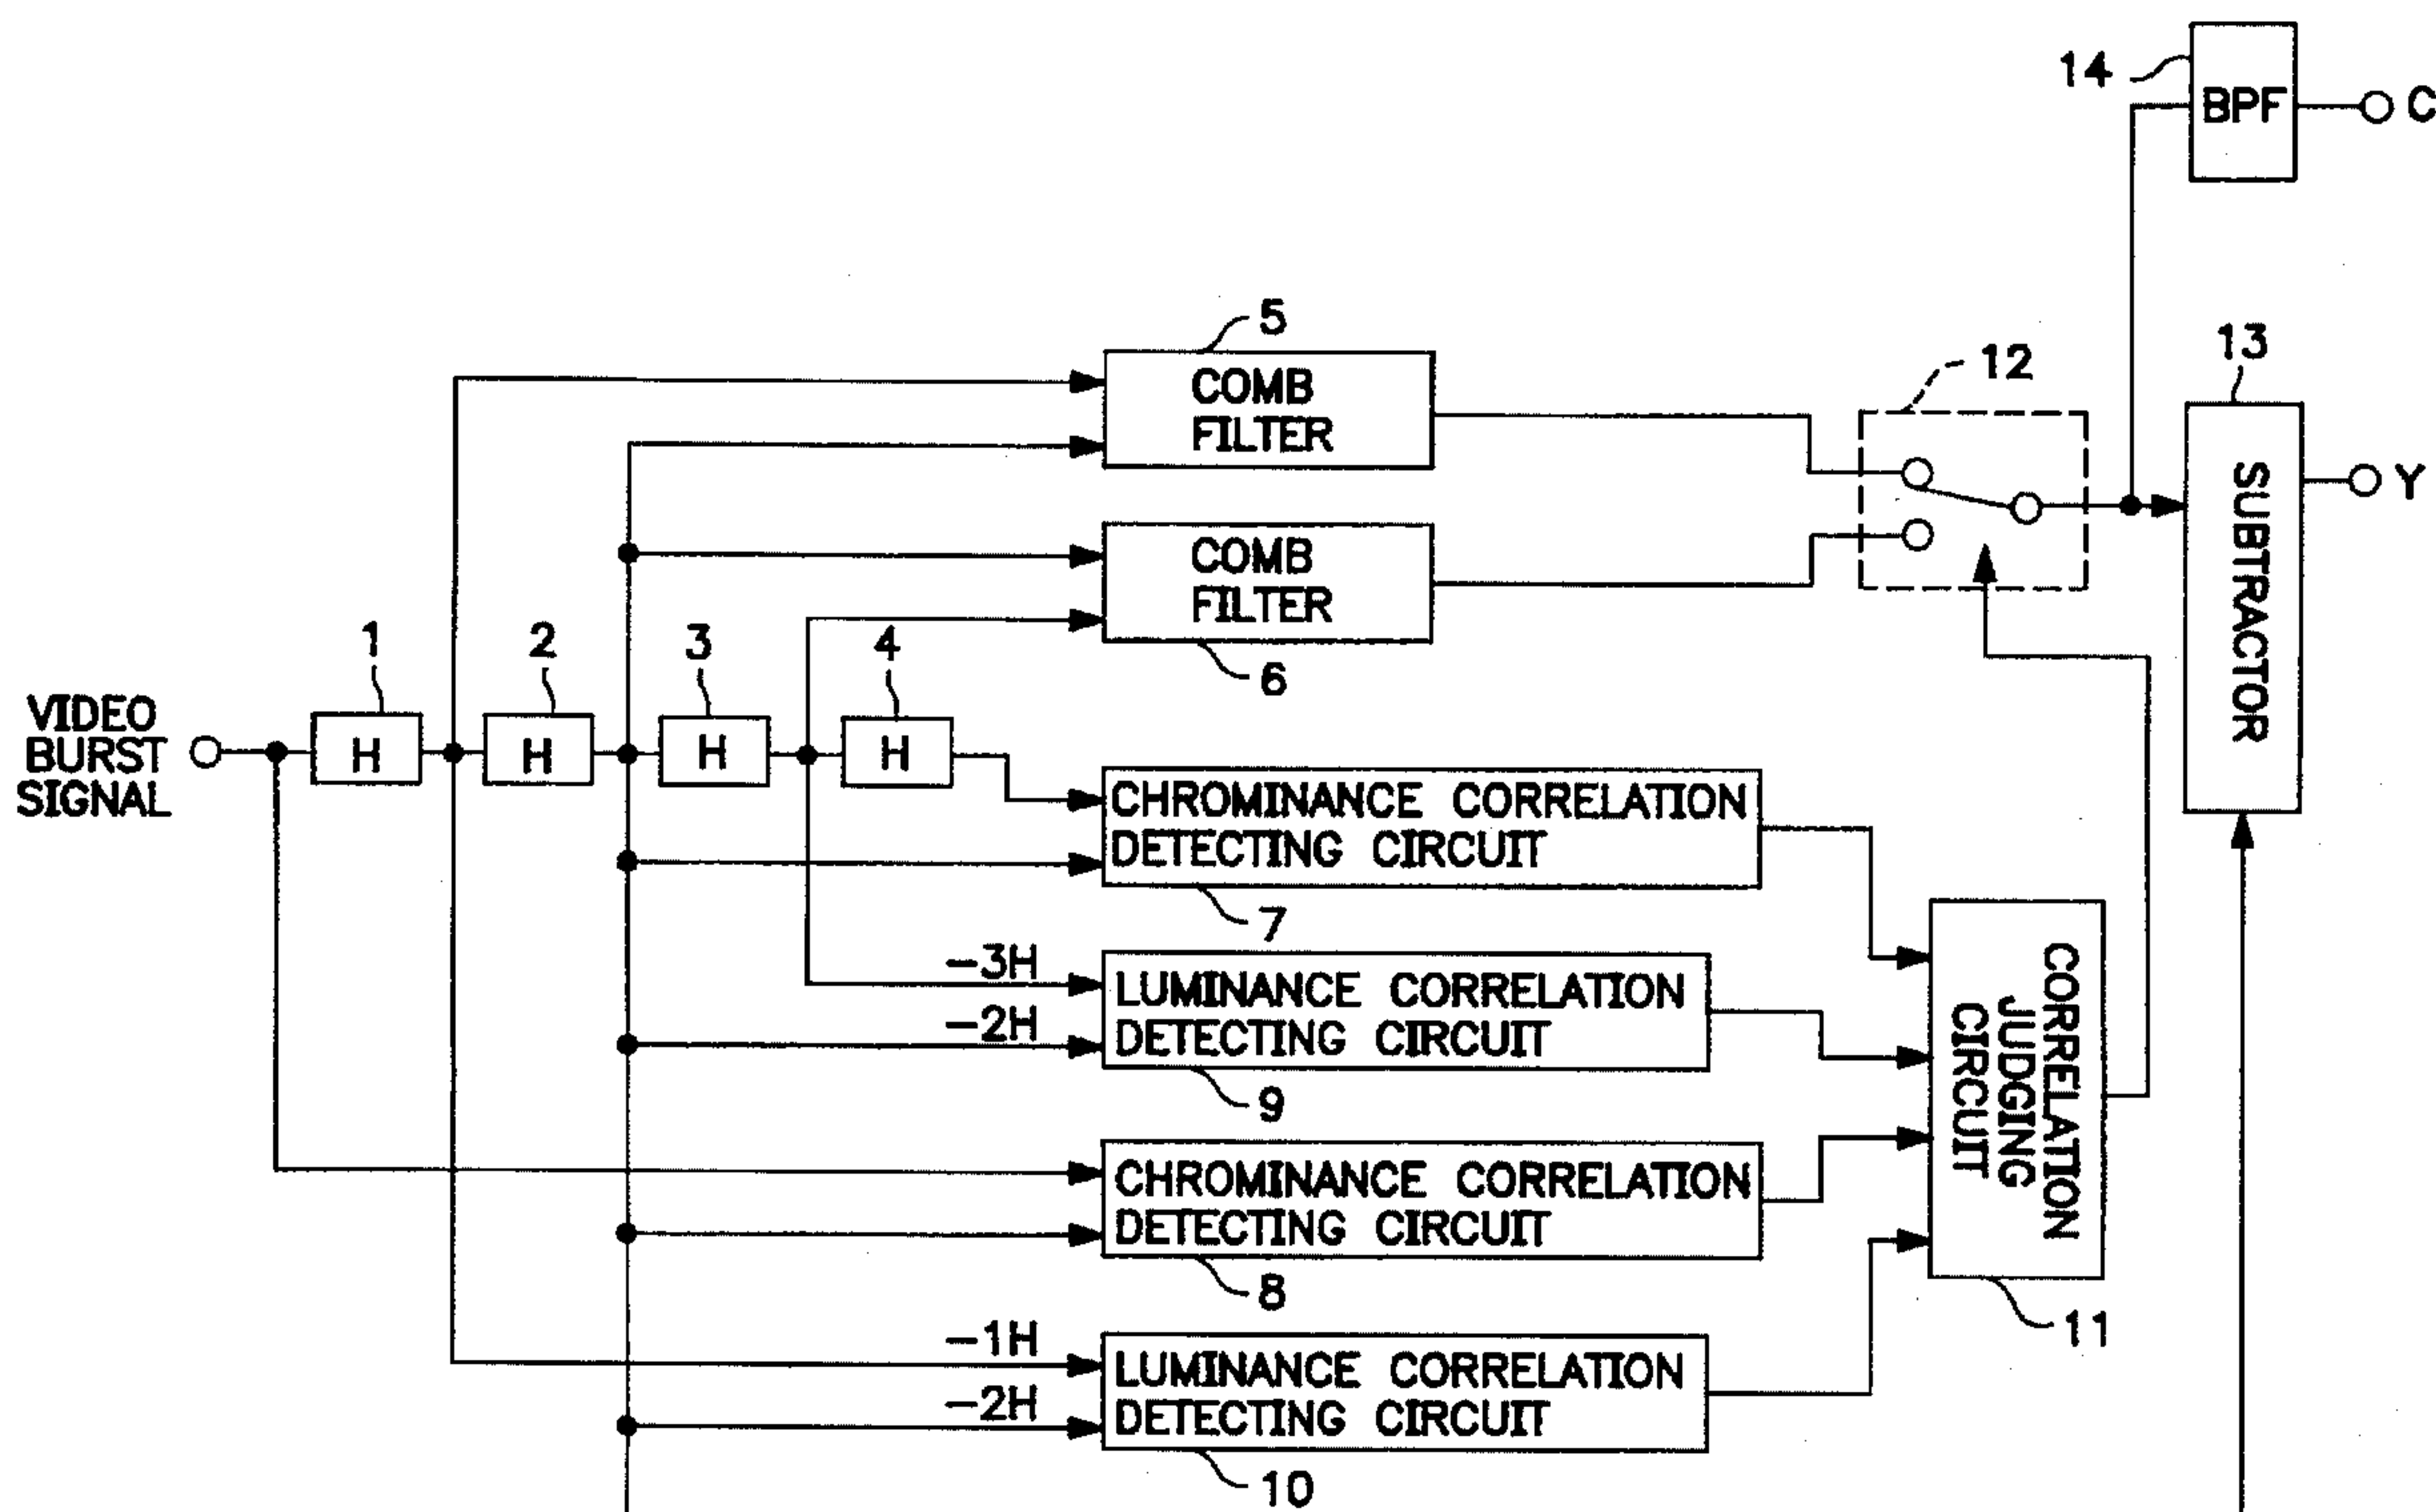 14
BPF
C
5
COMB
FILTER
12
13
SUBTRACTOR
Y
COMB
FILTER
6
1
2
3
4
VIDEO
BURST
SIGNAL
H
H
H
H
CHROMINANCE CORRELATION
DETECTING CIRCUIT
7
-3H
-2H
LUMINANCE CORRELATION
DETECTING CIRCUIT
9
CORRELATION
JUDGING
CIRCUIT
11
CHROMINANCE CORRELATION
DETECTING CIRCUIT
8
-1H
-2H
LUMINANCE CORRELATION
DETECTING CIRCUIT
10